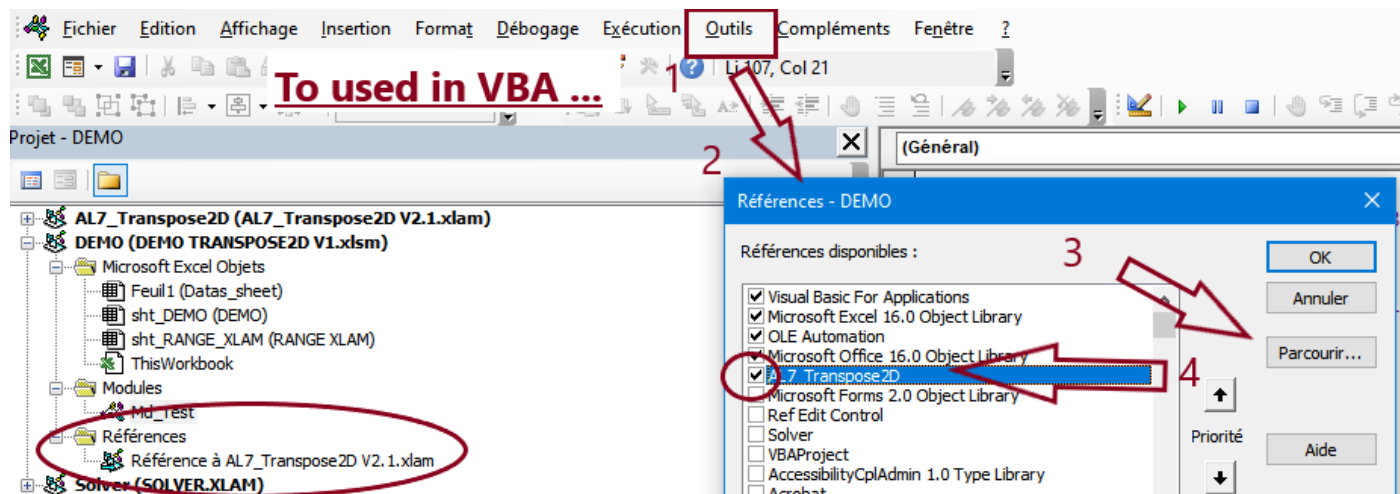 Fichier Edition Affichage Insertion Format Débogage Exécution Outils Compléments Fenêtre ?
To used in VBA ...
1
Li 107, Col 21
Projet - DEMO
2
(Général)
AL7_Transpose2D (AL7_Transpose2D V2.1.xlam)
DEMO (DEMO TRANSPOSE2D V1.xlsm)
Microsoft Excel Objets
Feuil1 (Datas_sheet)
sht_DEMO (DEMO)
sht_RANGE_XLAM (RANGE XLAM)
ThisWorkbook
Modules
Md_Test
Références
Référence à AL7_Transpose2D V2.1.xlam
Solver (SOLVER.XLAM)
Références - DEMO
Références disponibles :
3
OK
Annuler
Parcourir...
Visual Basic For Applications
Microsoft Excel 16.0 Object Library
OLE Automation
Microsoft Office 16.0 Object Library
AL7_Transpose2D
4
Microsoft Forms 2.0 Object Library
Ref Edit Control
Solver
VBAProject
AccessibilityCplAdmin 1.0 Type Library
Acrobat
Priorité
Aide